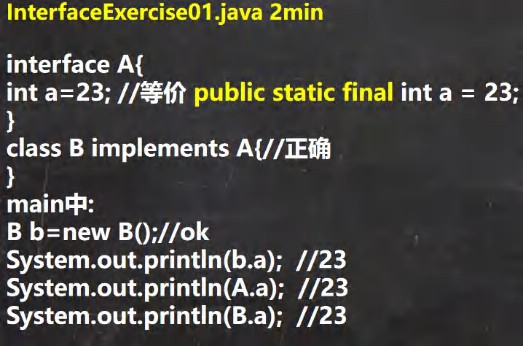 InterfaceExercise01.java 2min
interface A{
int a=23; //等价 public static final int a = 23;
}
class B implements A{//正确
}
main中:
B b=new B();//ok
System.out.println(b.a); //23
System.out.println(A.a); //23
System.out.println(B.a); //23